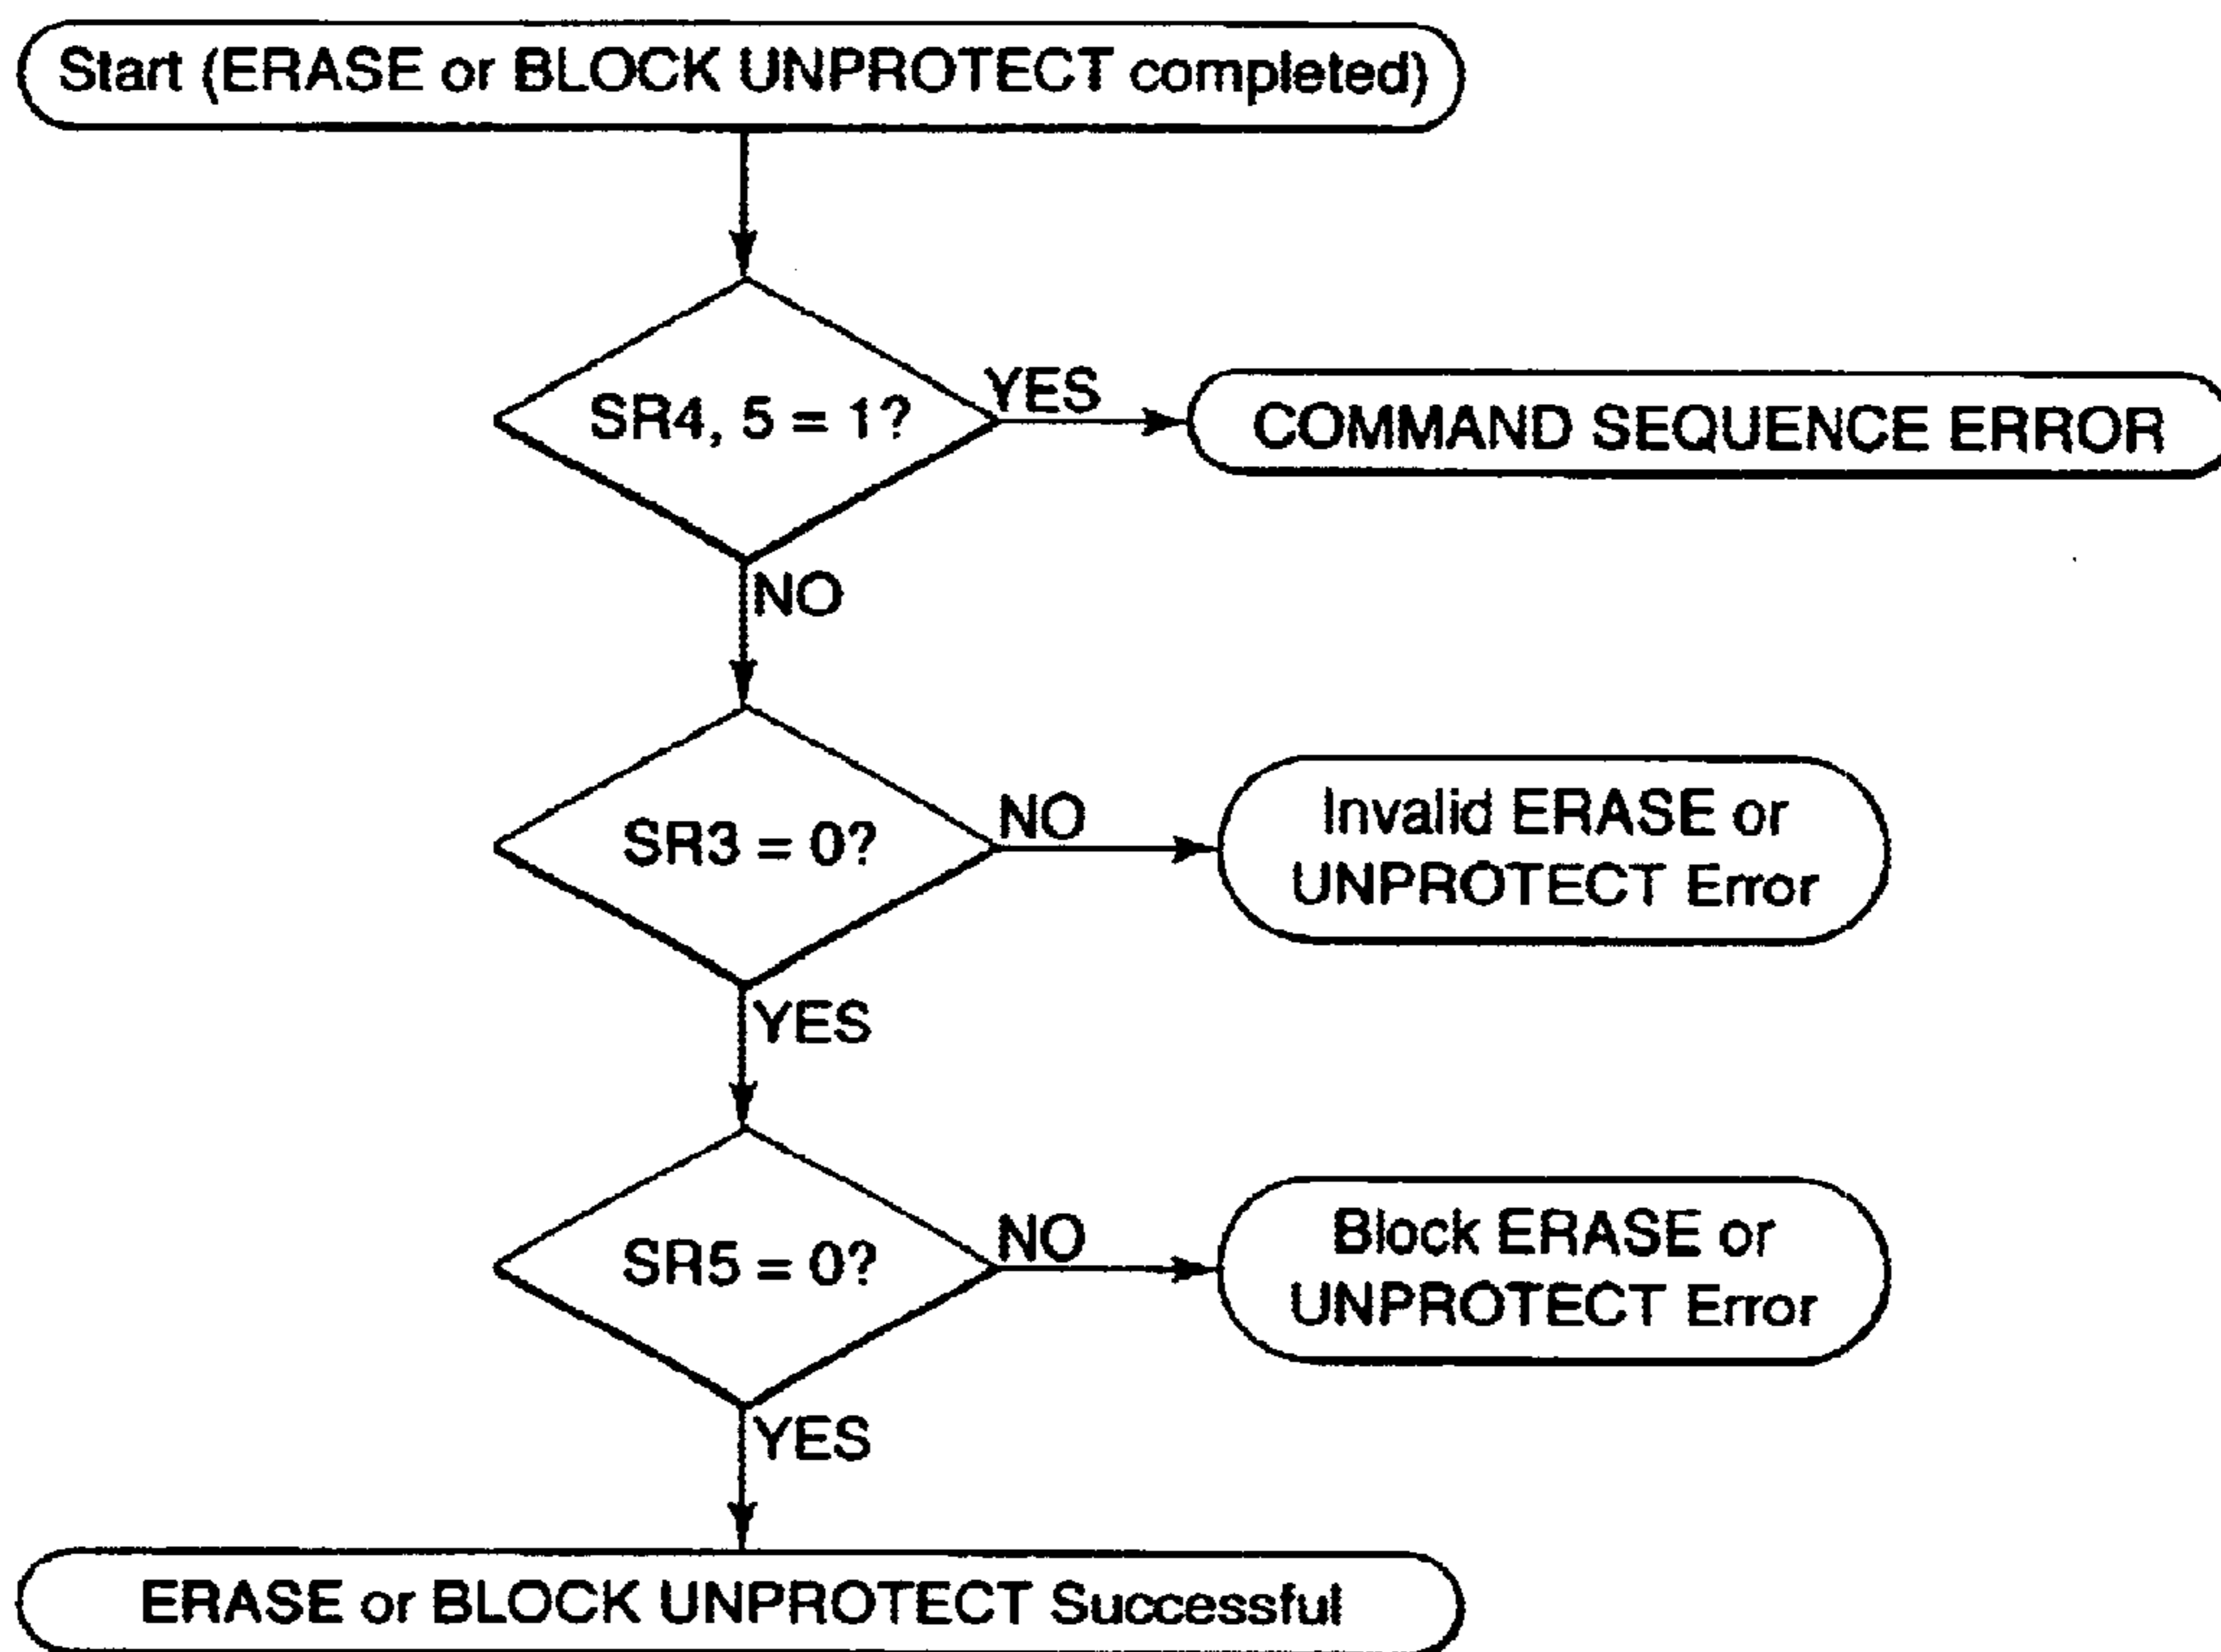 Start (ERASE or BLOCK UNPROTECT completed)
SR4, 5 = 1?
YES
COMMAND SEQUENCE ERROR
NO
SR3 = 0?
NO
Invalid ERASE or
UNPROTECT Error
YES
SR5 = 0?
NO
Block ERASE or
UNPROTECT Error
YES
ERASE or BLOCK UNPROTECT Successful